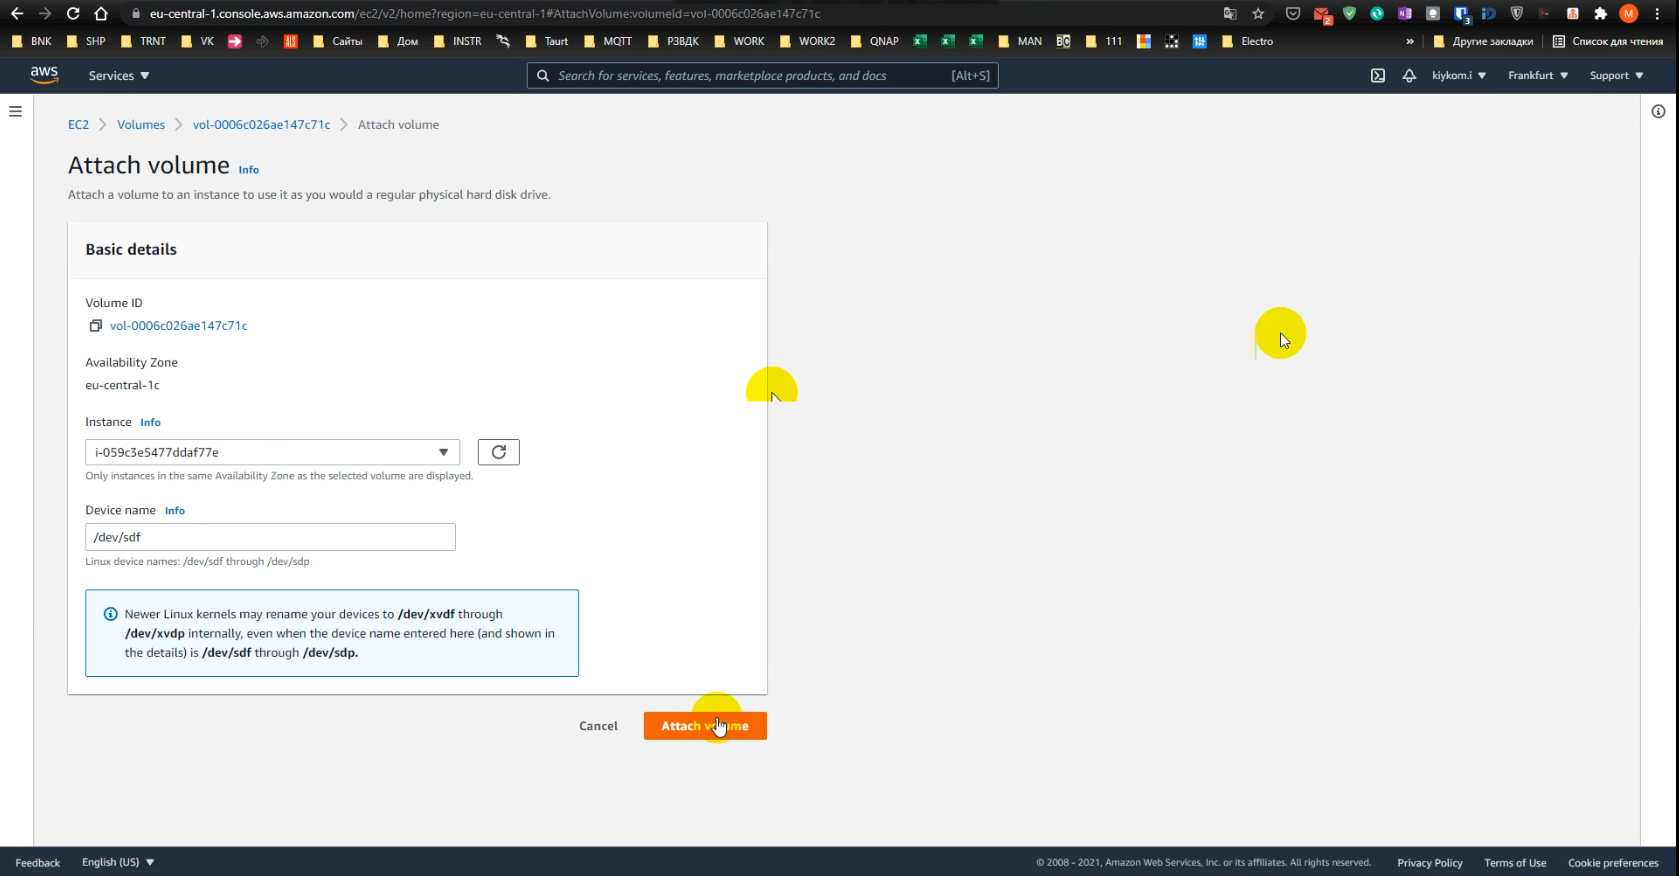 eu-central-1.console.aws.amazon.com/ec2/v2/home?region=eu-central-1#AttachVolume:volumeId=vol-0006c026ae147c71c
2
3
M
BNK SHP TRNT VK Сайты Дом INSTR Taurt MQTT РЗВДК WORK WORK2 QNAP MAN 111 Electro » Другие закладки Список для чтения
aws Services Search for services, features, marketplace products, and docs [Alt+S] kiykom.i Frankfurt Support
EC2 > Volumes > vol-0006c026ae147c71c > Attach volume
Attach volume Info
Attach a volume to an instance to use it as you would a regular physical hard disk drive.
Basic details
Volume ID
vol-0006c026ae147c71c
Availability Zone
eu-central-1c
Instance Info
i-059c3e5477ddaf77e
Only instances in the same Availability Zone as the selected volume are displayed.
Device name Info
/dev/sdf
Linux device names: /dev/sdf through /dev/sdp
Newer Linux kernels may rename your devices to /dev/xvdf through
/dev/xvdp internally, even when the device name entered here (and shown in
the details) is /dev/sdf through /dev/sdp.
Cancel Attach volume
Feedback English (US) © 2008 - 2021, Amazon Web Services, Inc. or its affiliates. All rights reserved. Privacy Policy Terms of Use Cookie preferences